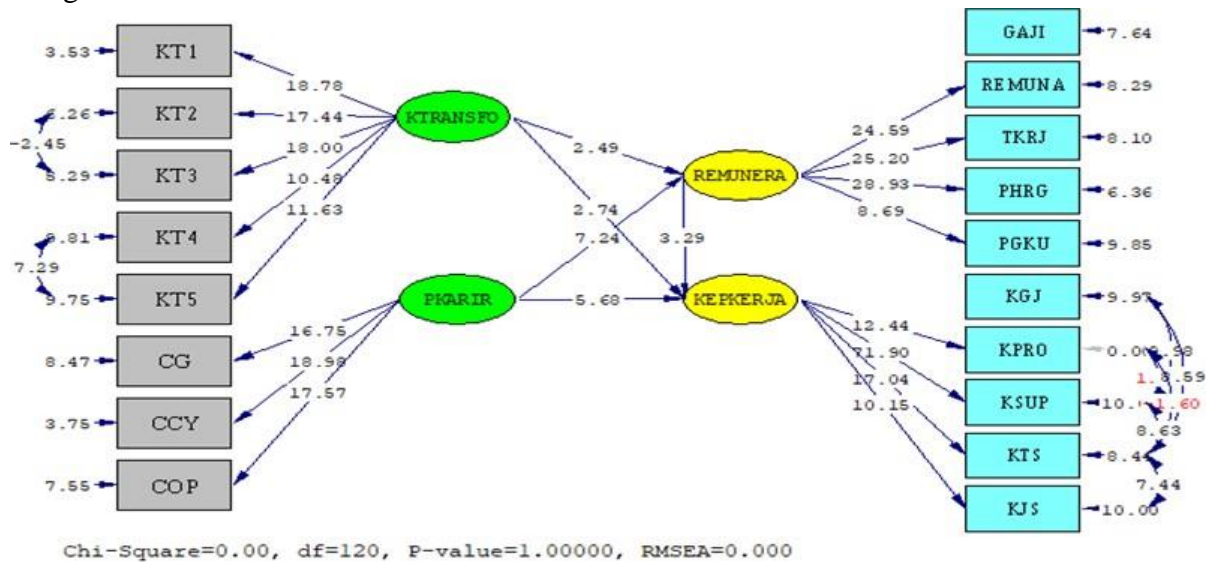 3.53 KT1
KT2
-2.45
5.29 KT3
KT4
7.29
9.75 KT5
8.47 CG
3.75 CCY
7.55 COP
18.78
17.44
18.00
10.48
11.63
16.75
18.98
17.57
KTRANSFO
PKARIR
2.49
2.74
7.24
3.29
5.68
REMUNERA
KEPKERJA
24.59
25.20
28.93
8.69
12.44
71.90
17.04
10.15
GAJI 7.64
REMUNA 8.29
TKRJ 8.10
PHRG 6.36
PGKU 9.85
KGJ 9.97
KPRO
KSUP
KTS
KJS 10.00
8.59
1.60
8.63
7.44
Chi-Square=0.00, df=120, P-value=1.00000, RMSEA=0.000